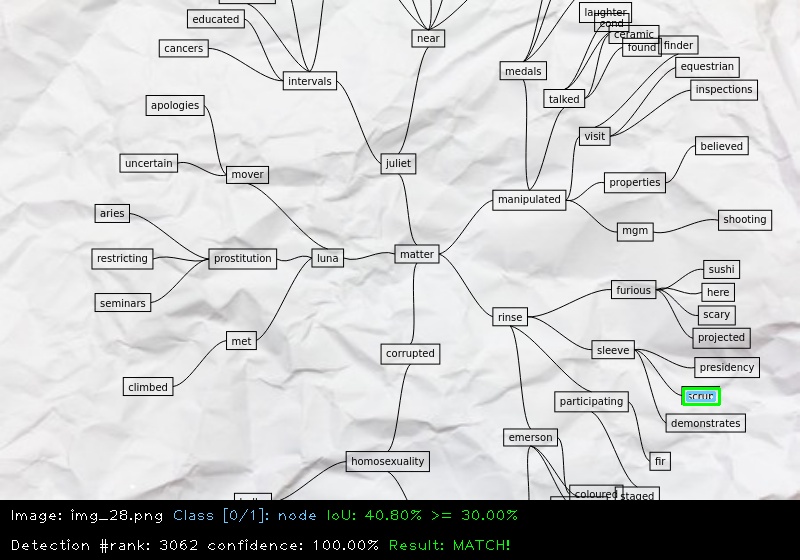 laughter
educated
ceramic
near
finder
found
cancers
equestrian
medals
intervals
inspections
talked
apologies
visit
believed
uncertain
juliet
mover
properties
manipulated
aries
shooting
mgm
matter
restricting
prostitution
luna
sushi
furious
here
seminars
scary
rinse
projected
met
sleeve
corrupted
presidency
climbed
participating
demonstrates
emerson
homosexuality
fir
coloured
staged
Image: img_28.png Class [0/1]: node IoU: 40.80% >= 30.00%
Detection #rank: 3062 confidence: 100.00% Result: MATCH!